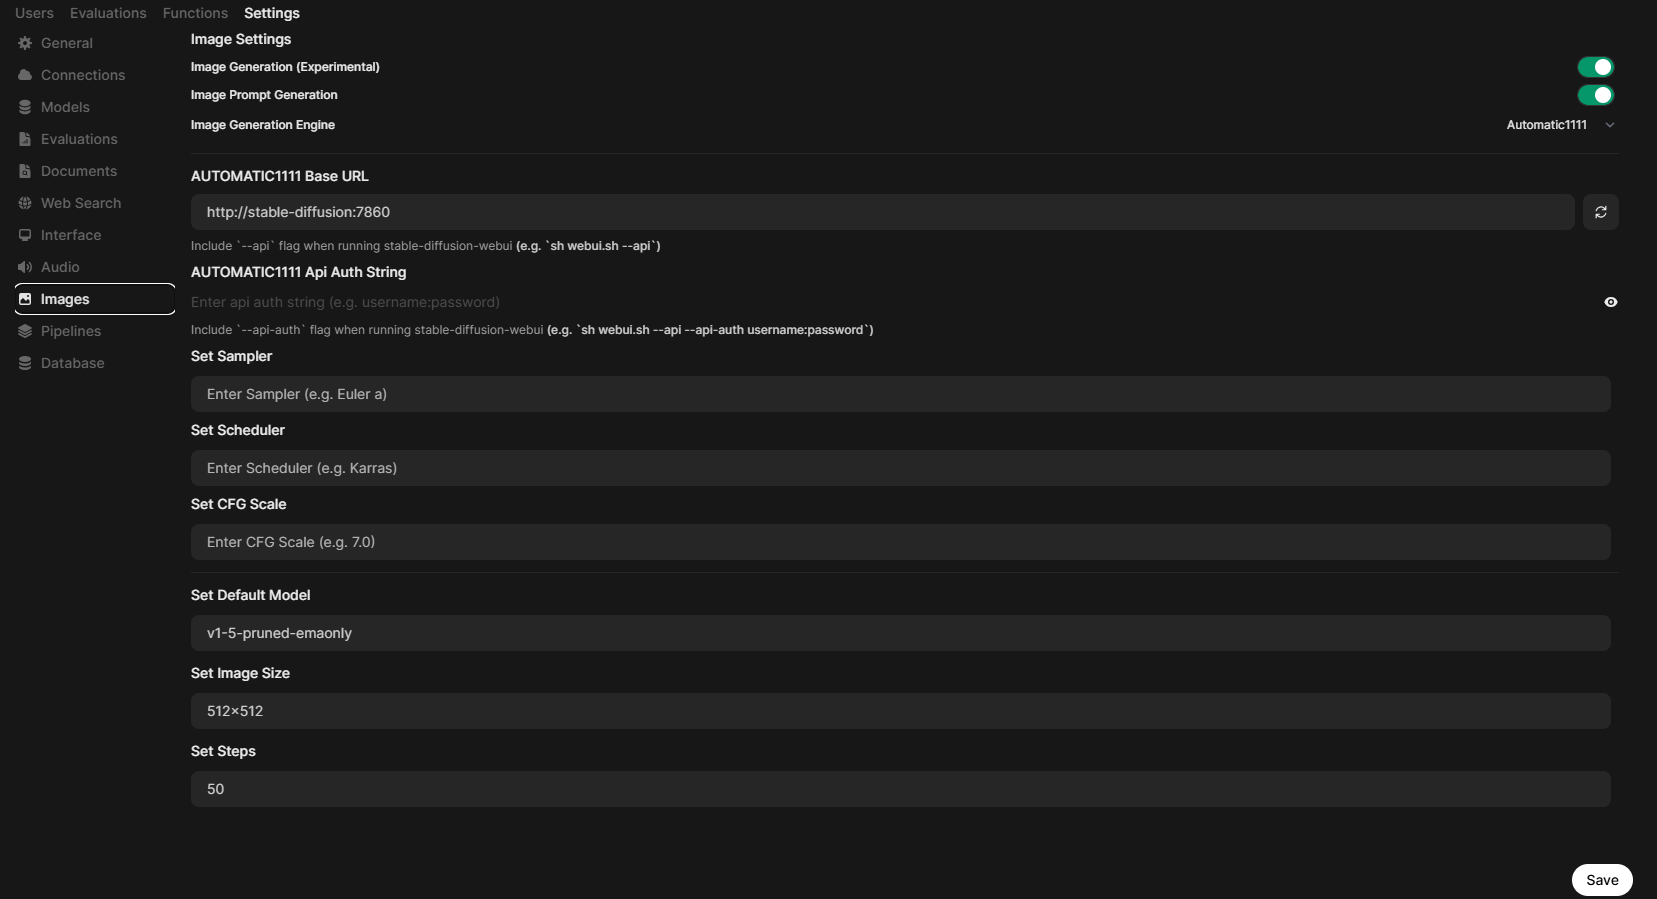 Users Evaluations Functions Settings
General
Connections
Models
Evaluations
Documents
Web Search
Interface
Audio
Images
Pipelines
Database
Image Settings
Image Generation (Experimental)
Image Prompt Generation
Image Generation Engine Automatic1111
AUTOMATIC1111 Base URL
http://stable-diffusion:7860
Include `--api` flag when running stable-diffusion-webui (e.g. `sh webui.sh --api`)
AUTOMATIC1111 Api Auth String
Enter api auth string (e.g. username:password)
Include `--api-auth` flag when running stable-diffusion-webui (e.g. `sh webui.sh --api --api-auth username:password`)
Set Sampler
Enter Sampler (e.g. Euler a)
Set Scheduler
Enter Scheduler (e.g. Karras)
Set CFG Scale
Enter CFG Scale (e.g. 7.0)
Set Default Model
v1-5-pruned-emaonly
Set Image Size
512×512
Set Steps
50
Save